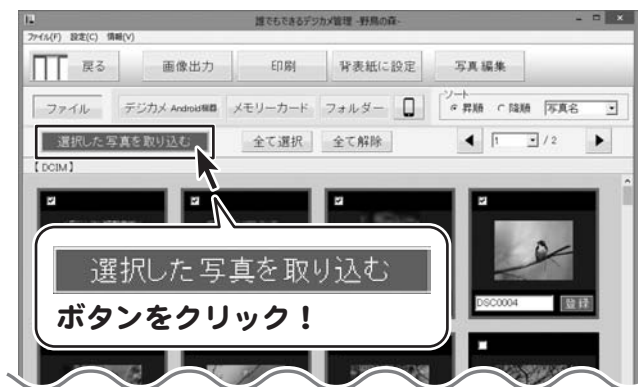 誰でもできるデジカメ管理 -野鳥の森-
ファイル(F) 設定(C) 情報(V)
戻る 画像出力 印刷 背表紙に設定 写真編集
ファイル デジカメ Android機器 メモリーカード フォルダー
ソート
昇順 降順 写真名
選択した写真を取り込む 全て選択 全て解除 1 / 2
【DCIM】
選択した写真を取り込む
ボタンをクリック！
DSC0004 登録